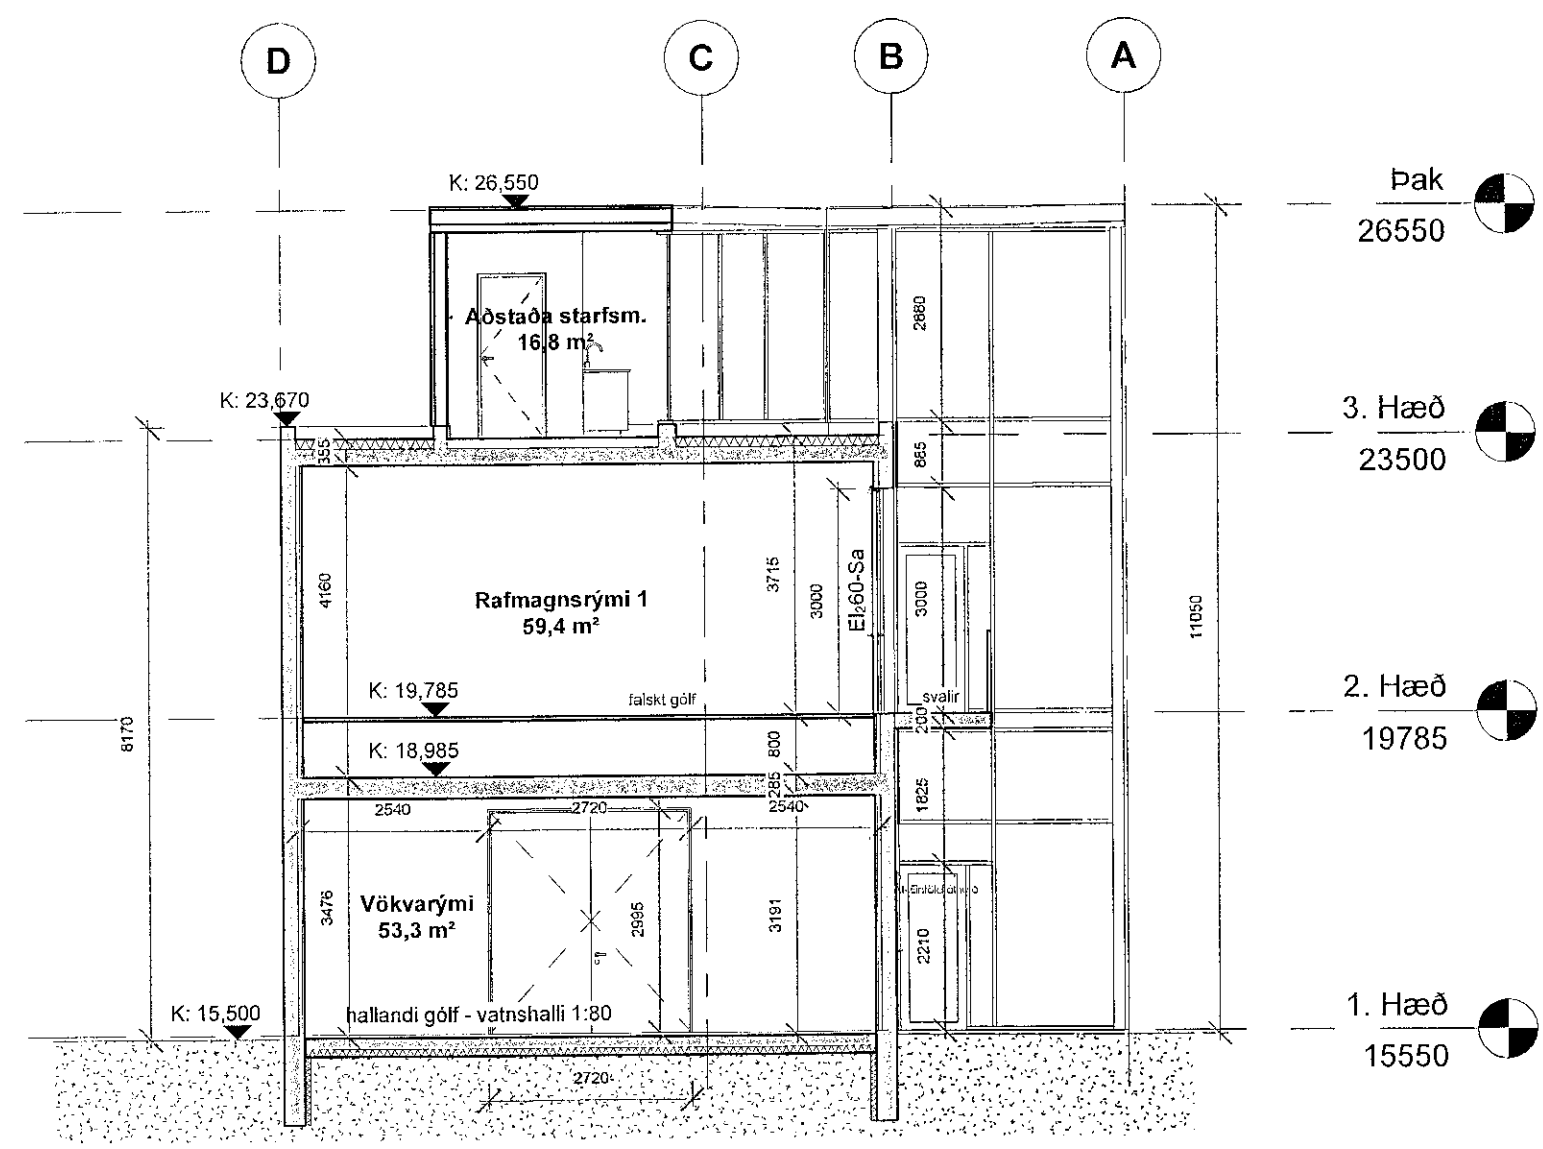 D
C
B
A
K: 26,550
Þak
26550
2880
Aðstaða starfsm.
16,8 m²
K: 23,670
3. Hæð
23500
355
865
4160
3715
3000
EI₂60-Sa
3000
11050
Rafmagnsrými 1
59,4 m²
K: 19,785
falskt gólf
svalir
2. Hæð
19785
8170
200
K: 18,985
800
285
1825
2540
2720
2540
3476
Vökvarými
53,3 m²
2995
3191
2210
K: 15,500
hallandi gólf - vatnshalli 1:80
1. Hæð
15550
2720